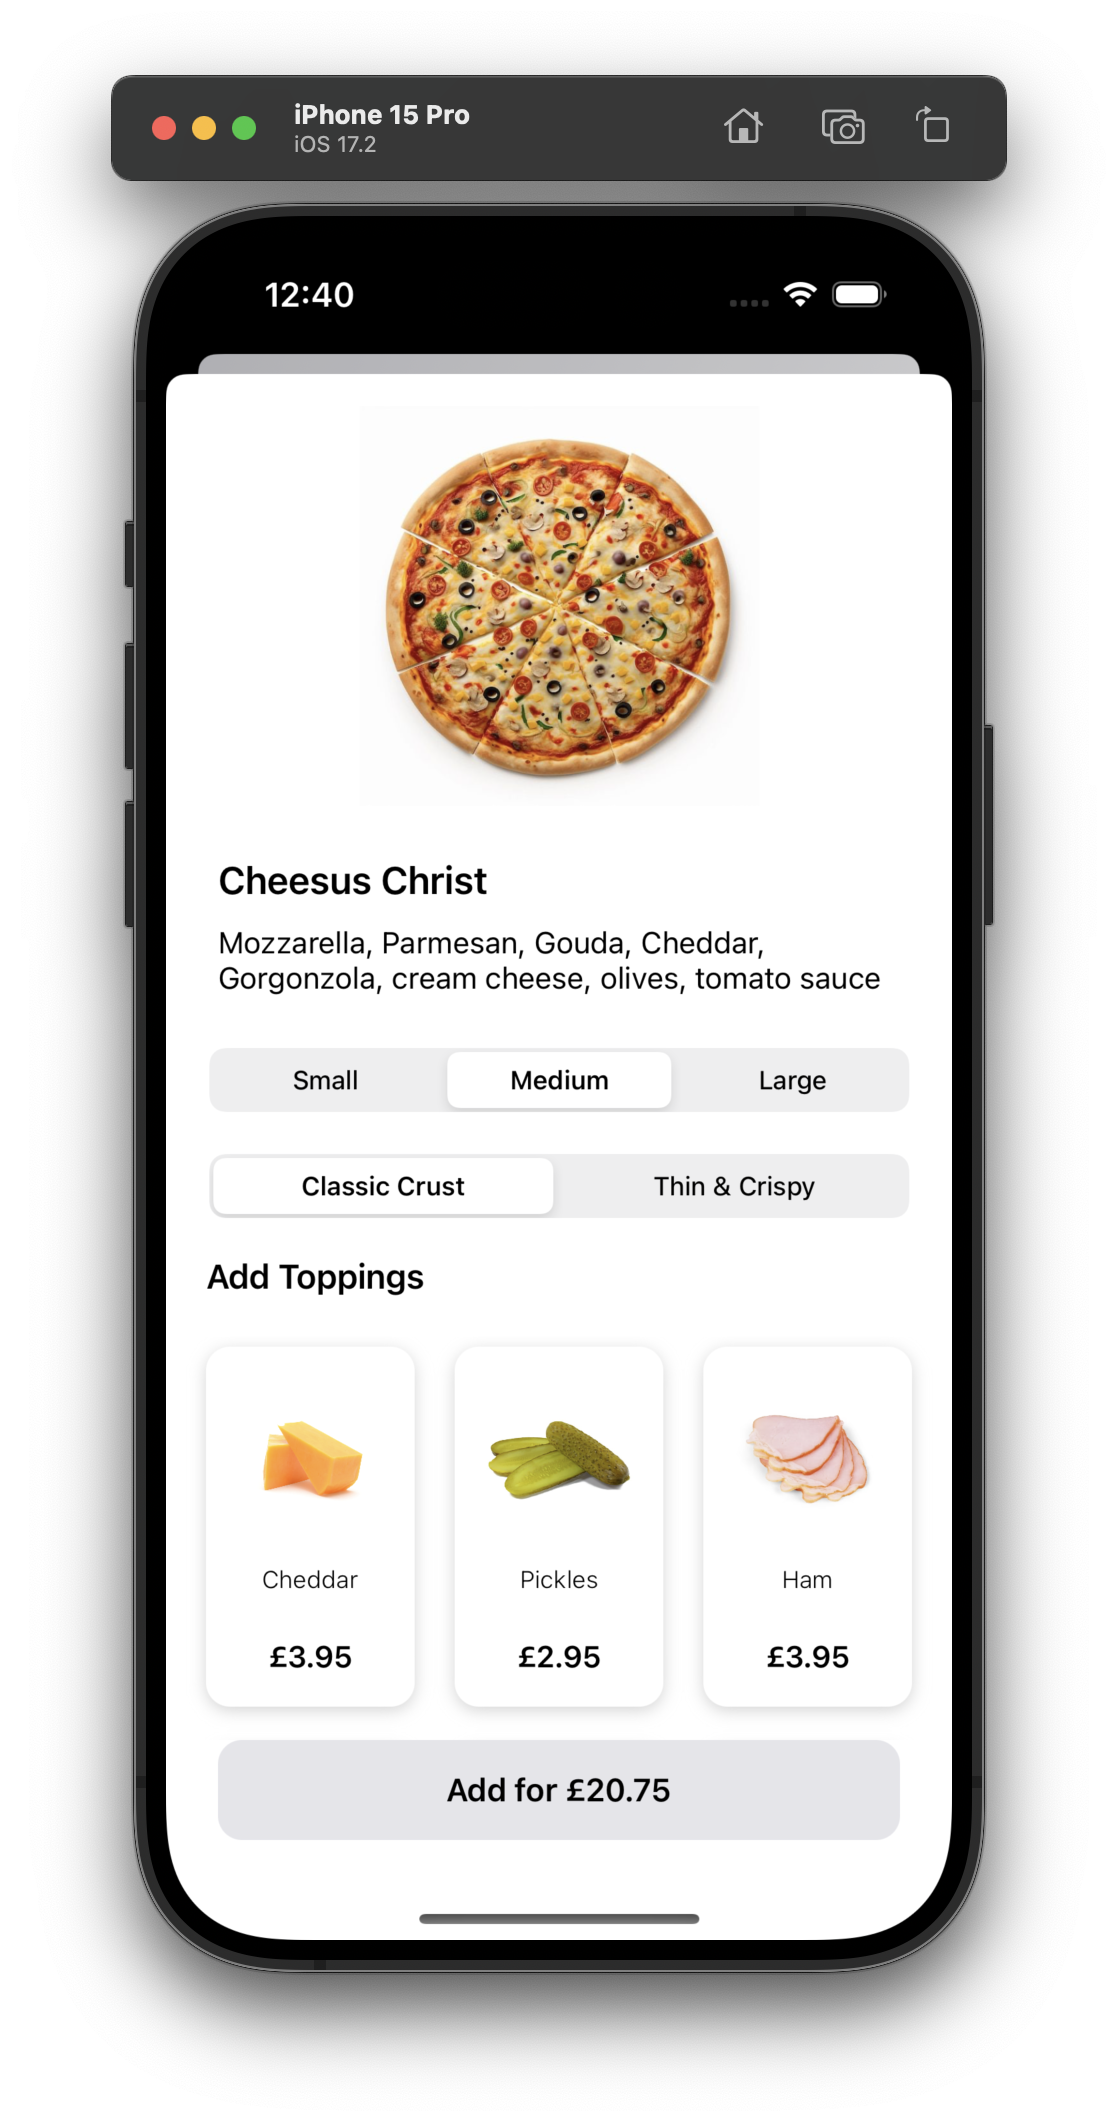 iPhone 15 Pro
iOS 17.2
12:40
Cheesus Christ
Mozzarella, Parmesan, Gouda, Cheddar,
Gorgonzola, cream cheese, olives, tomato sauce
Small Medium Large
Classic Crust Thin & Crispy
Add Toppings
Cheddar Pickles Ham
£3.95 £2.95 £3.95
Add for £20.75